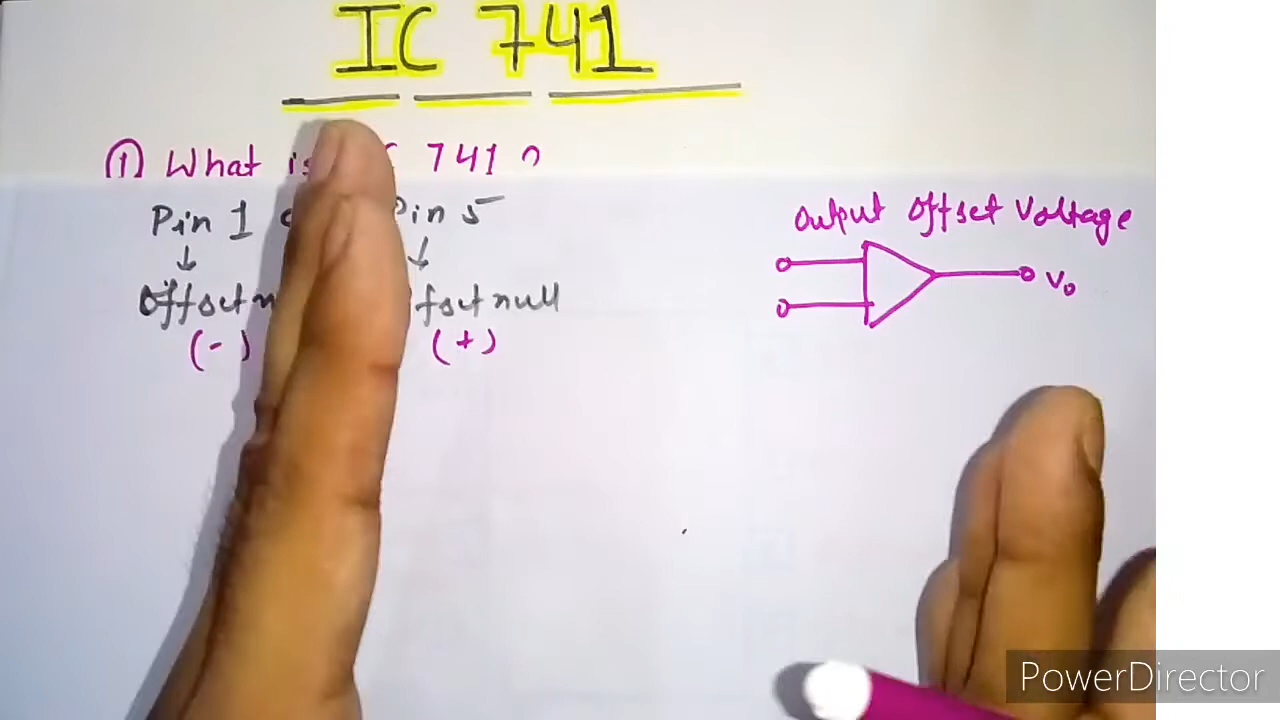 IC 741
① What is 741
Pin 1 Pin 5
Offset null
(-) (+)
Output Offset Voltage
Vo
PowerDirector